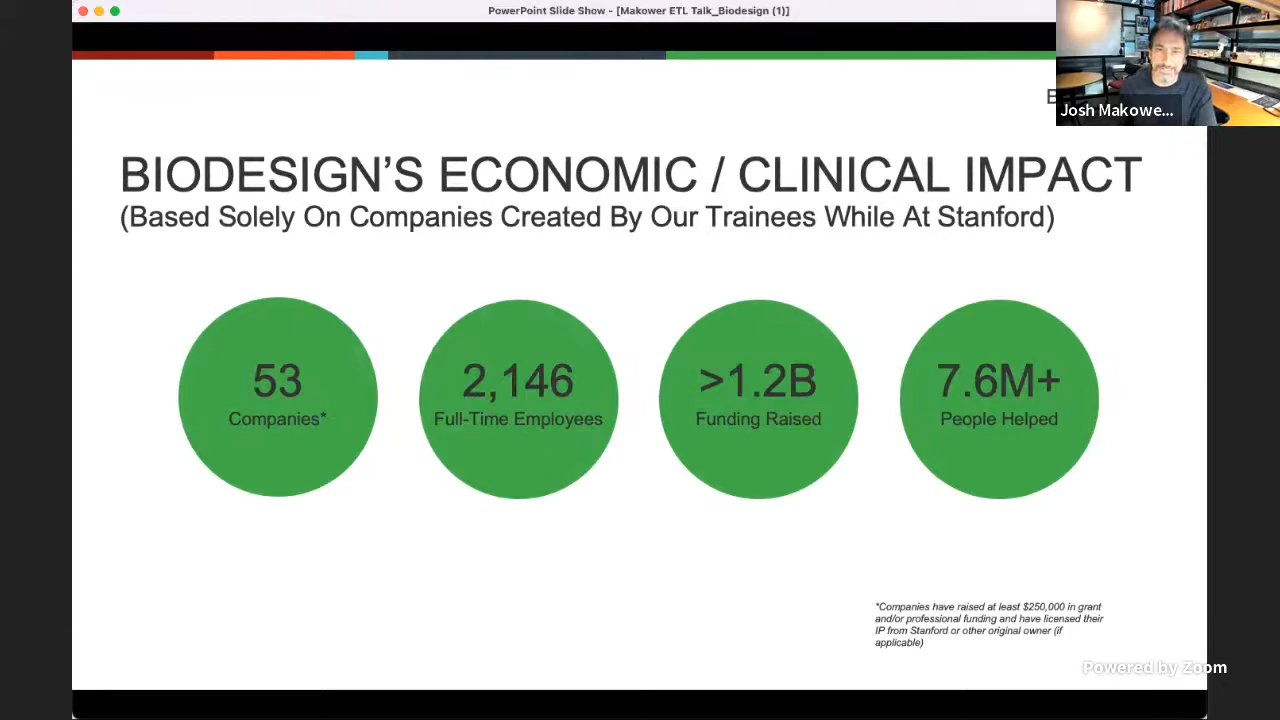 PowerPoint Slide Show - [Makower ETL Talk_Biodesign (1)]
Josh Makowe...
BIODESIGN'S ECONOMIC / CLINICAL IMPACT
(Based Solely On Companies Created By Our Trainees While At Stanford)
53
Companies*
2,146
Full-Time Employees
>1.2B
Funding Raised
7.6M+
People Helped
*Companies have raised at least $250,000 in grant
and/or professional funding and have licensed their
IP from Stanford or other original owner (if
applicable)
Powered by Zoom